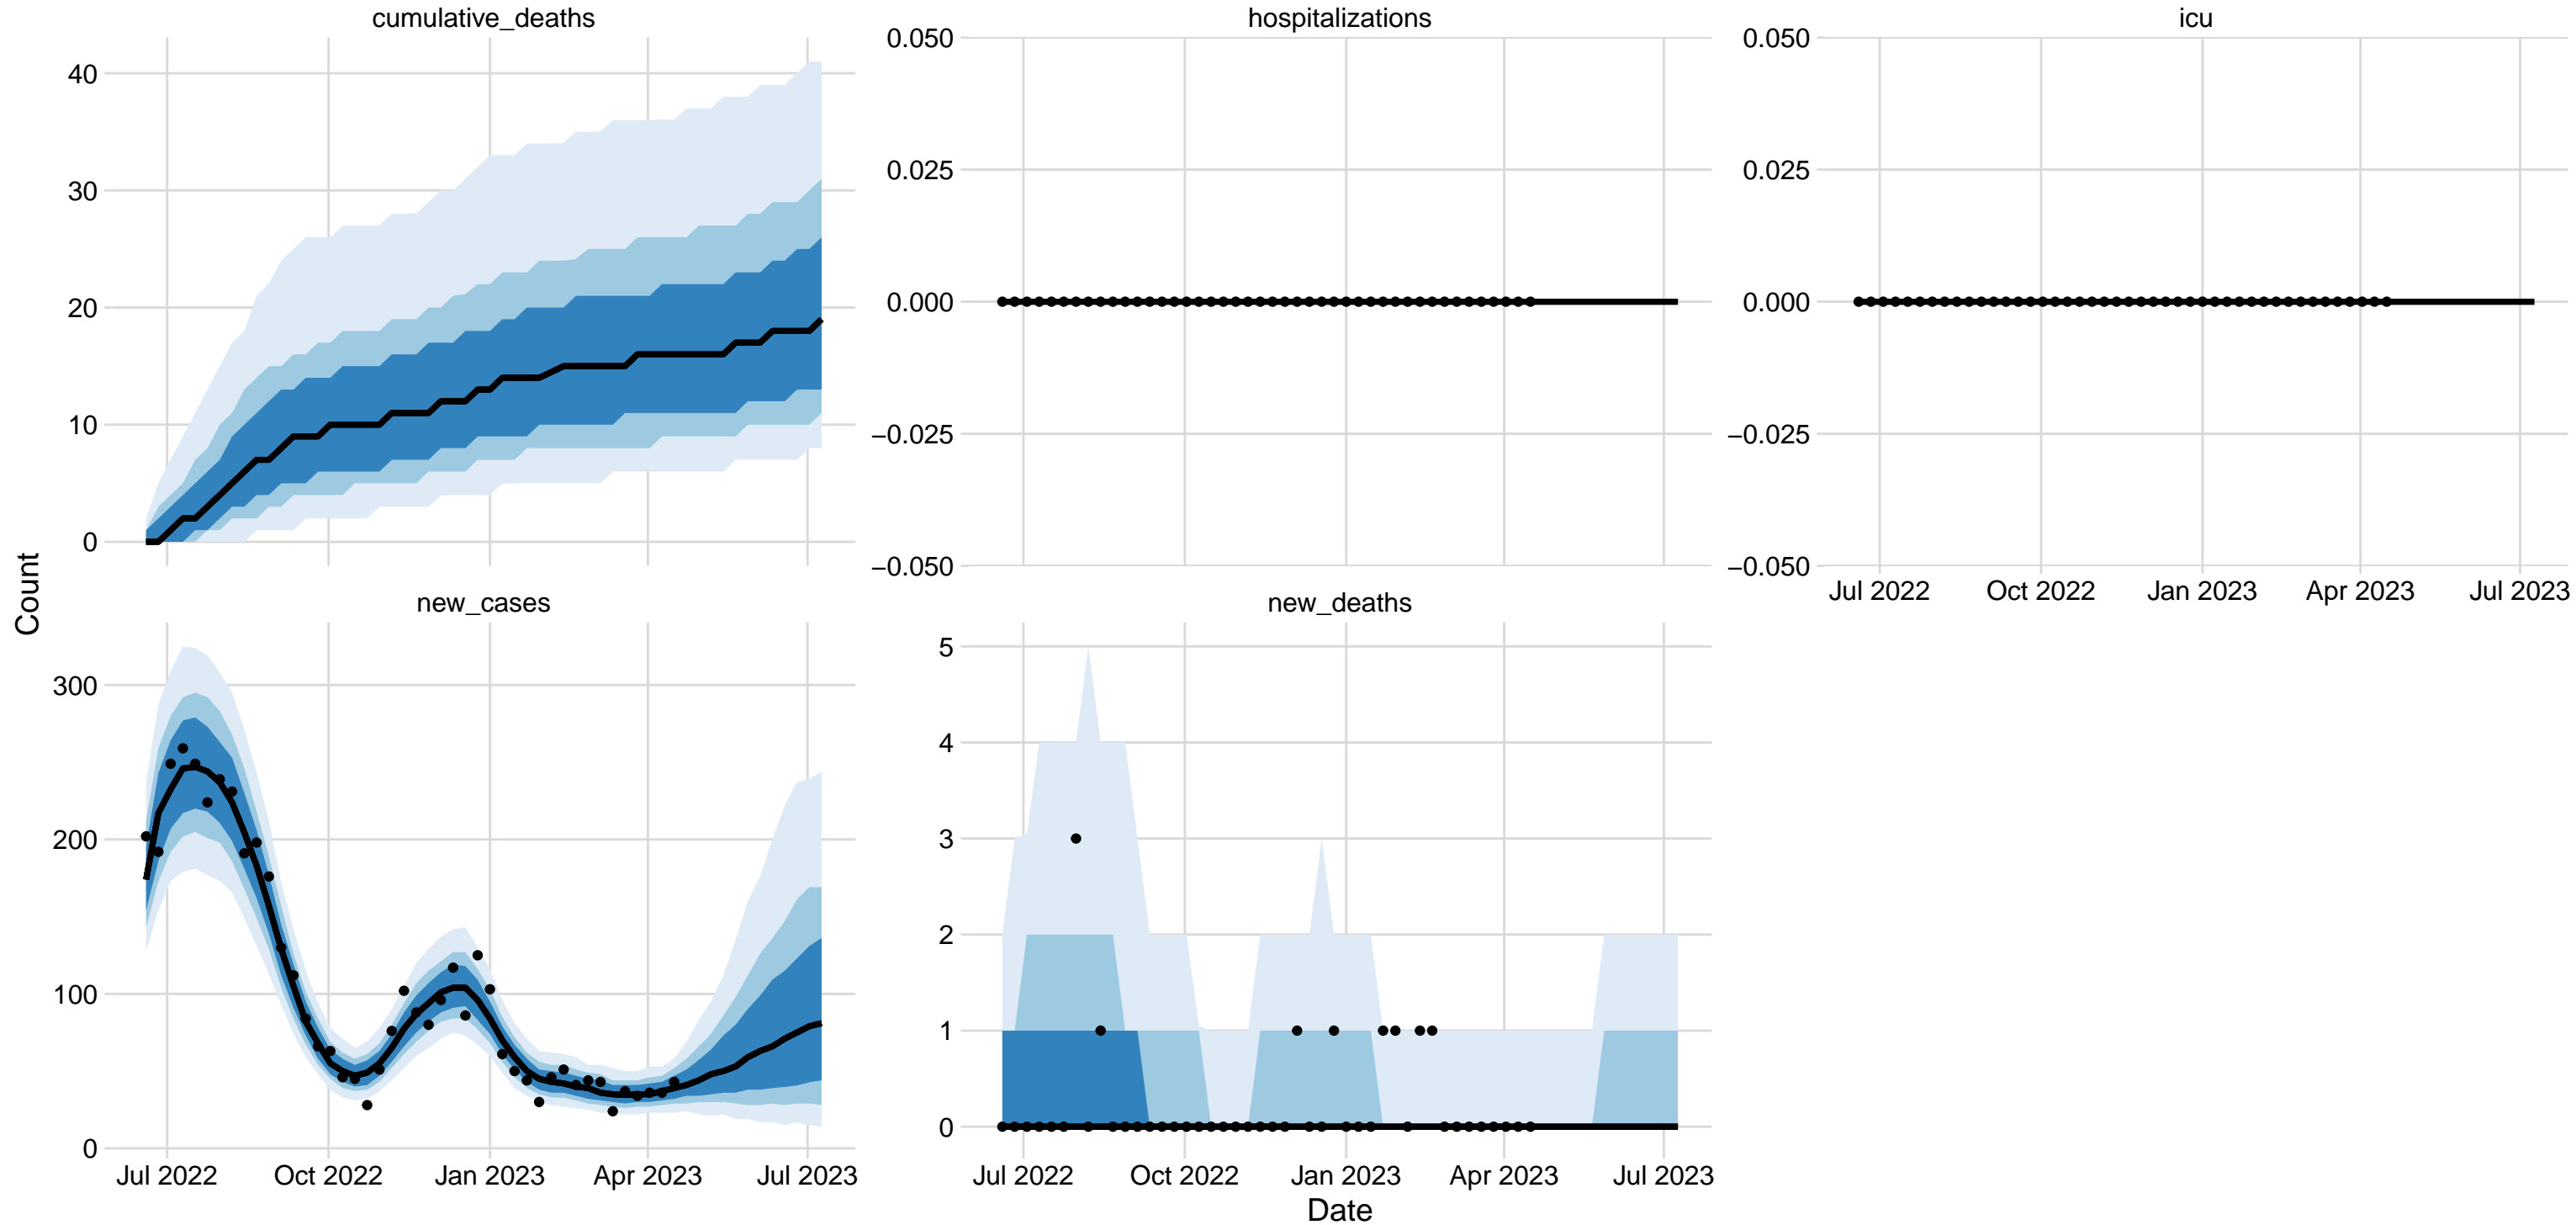 cumulative_deaths
hospitalizations
icu
40
30
20
10
0
0.050
0.025
0.000
−0.025
−0.050
0.050
0.025
0.000
−0.025
−0.050
Jul 2022 Oct 2022 Jan 2023 Apr 2023 Jul 2023
Count
new_cases
new_deaths
300
200
100
0
5
4
3
2
1
0
Jul 2022 Oct 2022 Jan 2023 Apr 2023 Jul 2023
Jul 2022 Oct 2022 Jan 2023 Apr 2023 Jul 2023
Date